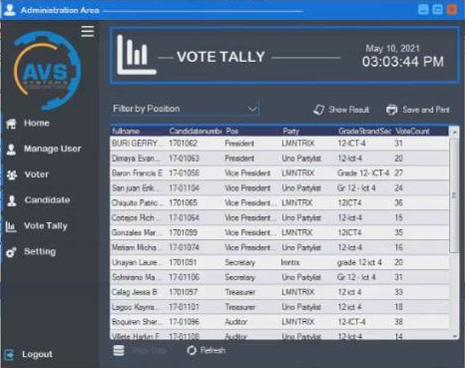 Administration Area
AVS
SYSTEMS
Home
Manage User
Voter
Candidate
Vote Tally
Setting
Logout
VOTE TALLY
May 10, 2021
03:03:44 PM
Filter by Position
Show Result
Save and Print
fullname Candidatenumbe Pos Party GradeStrandSec VoteCount
BURI GERRY... 1701062 President LMNTRIX 12-ICT-4 31
Dimaya Evan... 17-01063 President Uno Partylist 12-ict-4 20
Baron Francis E 17-01058 Vice President LMNTRIX Grade 12- ICT-4 27
San juan Erik... 17-01104 Vice President Uno Partylist Gr 12 - Ict 4 24
Chiquito Patric... 1701065 Vice President... LMNTRIX 12ICT4 36
Cortejos Rich... 17-01064 Vice President... Uno Partylist 12-ict-4 15
Gonzales Mar... 1701099 Vice President... LMNTRIX 12ICT4 35
Metiam Micha... 17-01074 Vice President... Uno Partylist 12-ict-4 16
Unayan Laure... 1701091 Secretary lmntrix grade 12 ict 4 20
Solmirano Ma... 17-01106 Secretary Uno Partylist Gr 12 - Ict 4 31
Calag Jessa B 1701097 Treasurer LMNTRIX 12 ict 4 33
Lagos Kayrra... 17-01101 Treasurer Uno Partylist 12 ict 4 18
Boquiren Sher... 17-01096 Auditor LMNTRIX 12-ICT-4 38
Villete Harlyn F 17-01108 Auditor Uno Partylist 12-ict-4 14
Show Data
Refresh